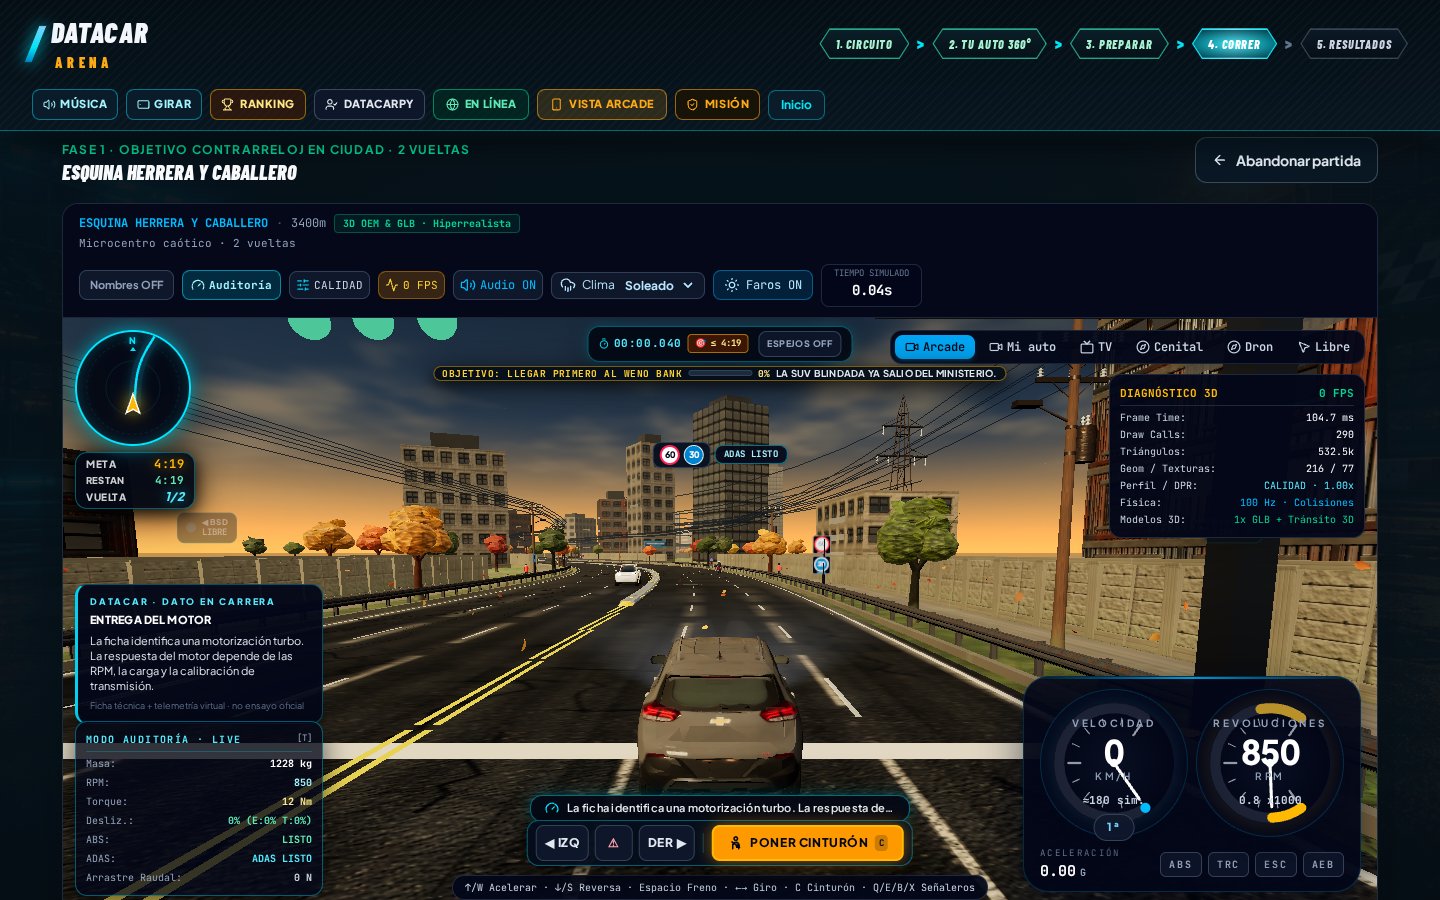 DATACAR
ARENA
1. CIRCUITO > 2. TU AUTO 360° > 3. PREPARAR > 4. CORRER > 5. RESULTADOS
MÚSICA GIRAR RANKING DATACARPY EN LÍNEA VISTA ARCADE MISIÓN Inicio
FASE 1 · OBJETIVO CONTRARRELOJ EN CIUDAD · 2 VUELTAS
ESQUINA HERRERA Y CABALLERO
← Abandonar partida
ESQUINA HERRERA Y CABALLERO · 3400m 3D OEM & GLB · Hiperrealista
Microcentro caótico · 2 vueltas
Nombres OFF Auditoría CALIDAD 0 FPS Audio ON Clima Soleado Faros ON
TIEMPO SIMULADO
0.04s
N
00:00.040 🎯 ≤ 4:19 ESPEJOS OFF
Arcade Mi auto TV Cenital Dron Libre
OBJETIVO: LLEGAR PRIMERO AL WENO BANK 0% LA SUV BLINDADA YA SALIO DEL MINISTERIO.
DIAGNÓSTICO 3D 0 FPS
Frame Time: 104.7 ms
Draw Calls: 290
Triángulos: 532.5k
Geom / Texturas: 216 / 77
Perfil / DPR: CALIDAD · 1.00x
Física: 100 Hz · Colisiones
Modelos 3D: 1x GLB + Tránsito 3D
60 30 ADAS LISTO
META 4:19
RESTAN 4:19
VUELTA 1/2
◀ BSD
LIBRE
DATACAR · DATO EN CARRERA
ENTREGA DEL MOTOR
La ficha identifica una motorización turbo.
La respuesta del motor depende de las
RPM, la carga y la calibración de
transmisión.
Ficha técnica + telemetría virtual · no ensayo oficial
MODO AUDITORÍA · LIVE [T]
Masa: 1228 kg
RPM: 850
Torque: 12 Nm
Desliz.: 0% (E:0% T:0%)
ABS: LISTO
ADAS: ADAS LISTO
Arrastre Raudal: 0 N
La ficha identifica una motorización turbo. La respuesta de...
◀ IZQ ⚠ DER ▶ PONER CINTURÓN C
↑/W Acelerar · ↓/S Reversa · Espacio Freno · ←→ Giro · C Cinturón · Q/E/B/X Señaleros
VELOCIDAD
0
KM/H
≈180 sim.
1ª
REVOLUCIONES
850
RPM
0.8 x1000
ACELERACIÓN
0.00 G
ABS TRC ESC AEB